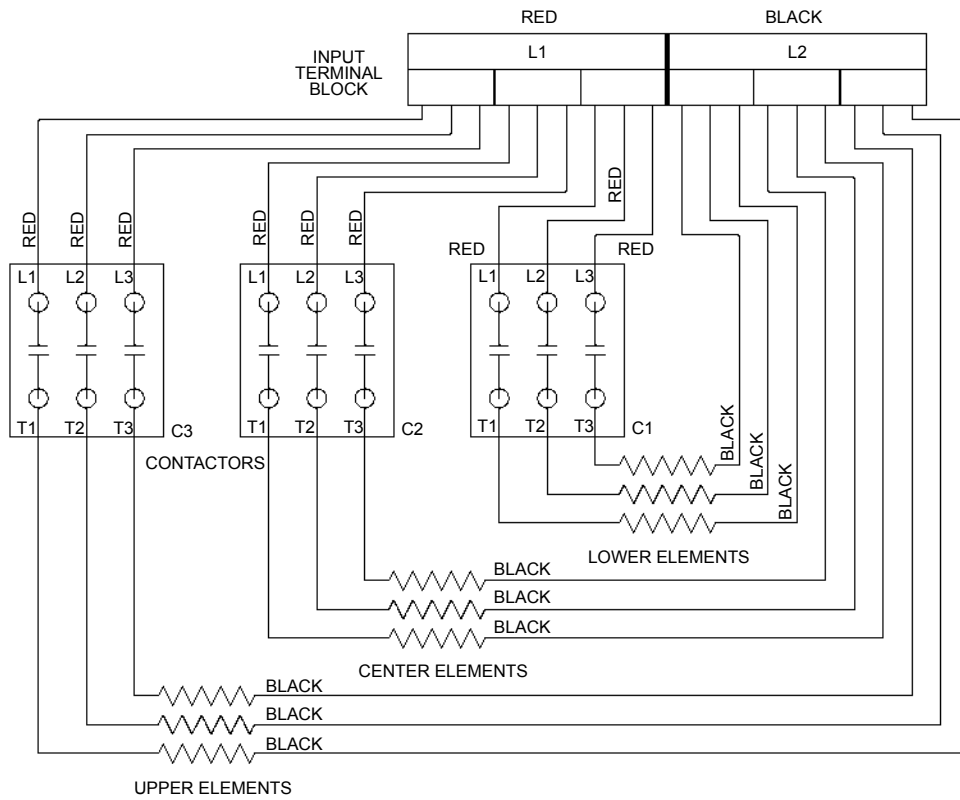 RED
BLACK
INPUT
TERMINAL
BLOCK
L1
L2
RED
RED
RED
RED
RED
RED
RED
RED
RED
L1
L2
L3
L1
L2
L3
L1
L2
L3
T1
T2
T3
C3
T1
T2
T3
C2
T1
T2
T3
C1
CONTACTORS
BLACK
BLACK
BLACK
LOWER ELEMENTS
BLACK
BLACK
BLACK
CENTER ELEMENTS
BLACK
BLACK
BLACK
UPPER ELEMENTS